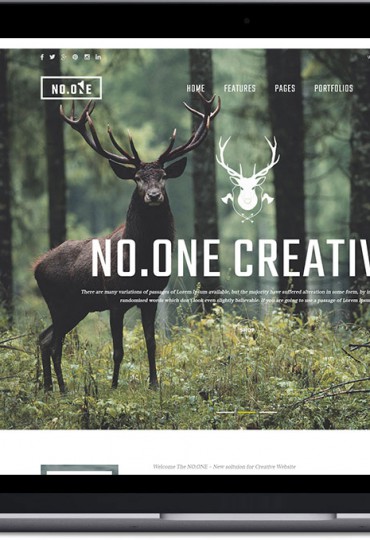 NO.ONE
HOME FEATURES PAGES PORTFOLIOS
NO.ONE CREATIV
There are many variations of passages of Lorem Ipsum available, but the majority have suffered alteration in some form, by
randomised words which don't look even slightly believable. If you are going to use a passage of Lorem
Welcome The NO.ONE - New solution for Creative Website